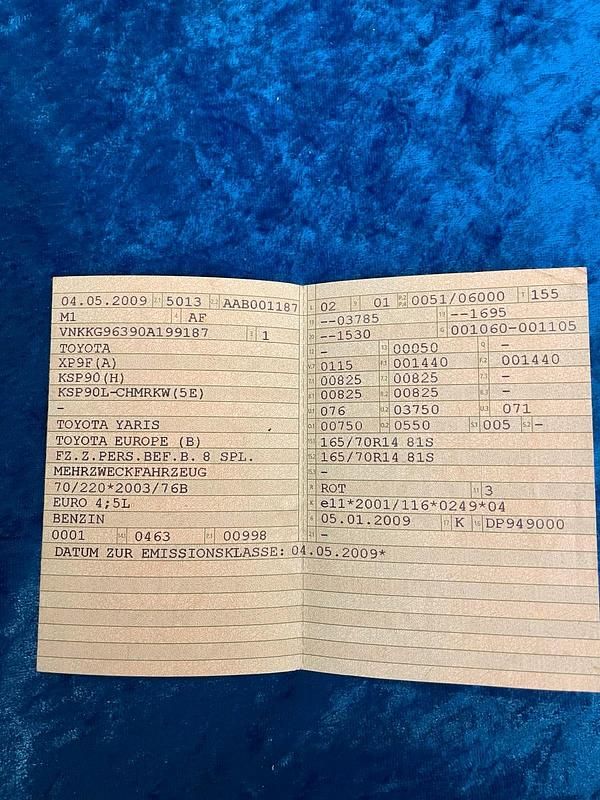 04.05.2009 5013 AAB001187
M1 AF
VNKKG96390A199187 1
TOYOTA
XP9F(A)
KSP90(H)
KSP90L-CHMRKW(5E)
-
TOYOTA YARIS
TOYOTA EUROPE (B)
FZ.Z.PERS.BEF.B. 8 SPL.
MEHRZWECKFAHRZEUG
70/220*2003/76B
EURO 4;5L
BENZIN
0001 0463 00998
DATUM ZUR EMISSIONSKLASSE: 04.05.2009*
02 01 0051/06000 155
--03785 --1695
--1530 001060-001105
- 00050 -
0115 001440 001440
00825 00825 -
00825 00825 -
076 03750 071
00750 0550 005 -
165/70R14 81S
165/70R14 81S
-
ROT 3
e11*2001/116*0249*04
05.01.2009 K DP949000
-